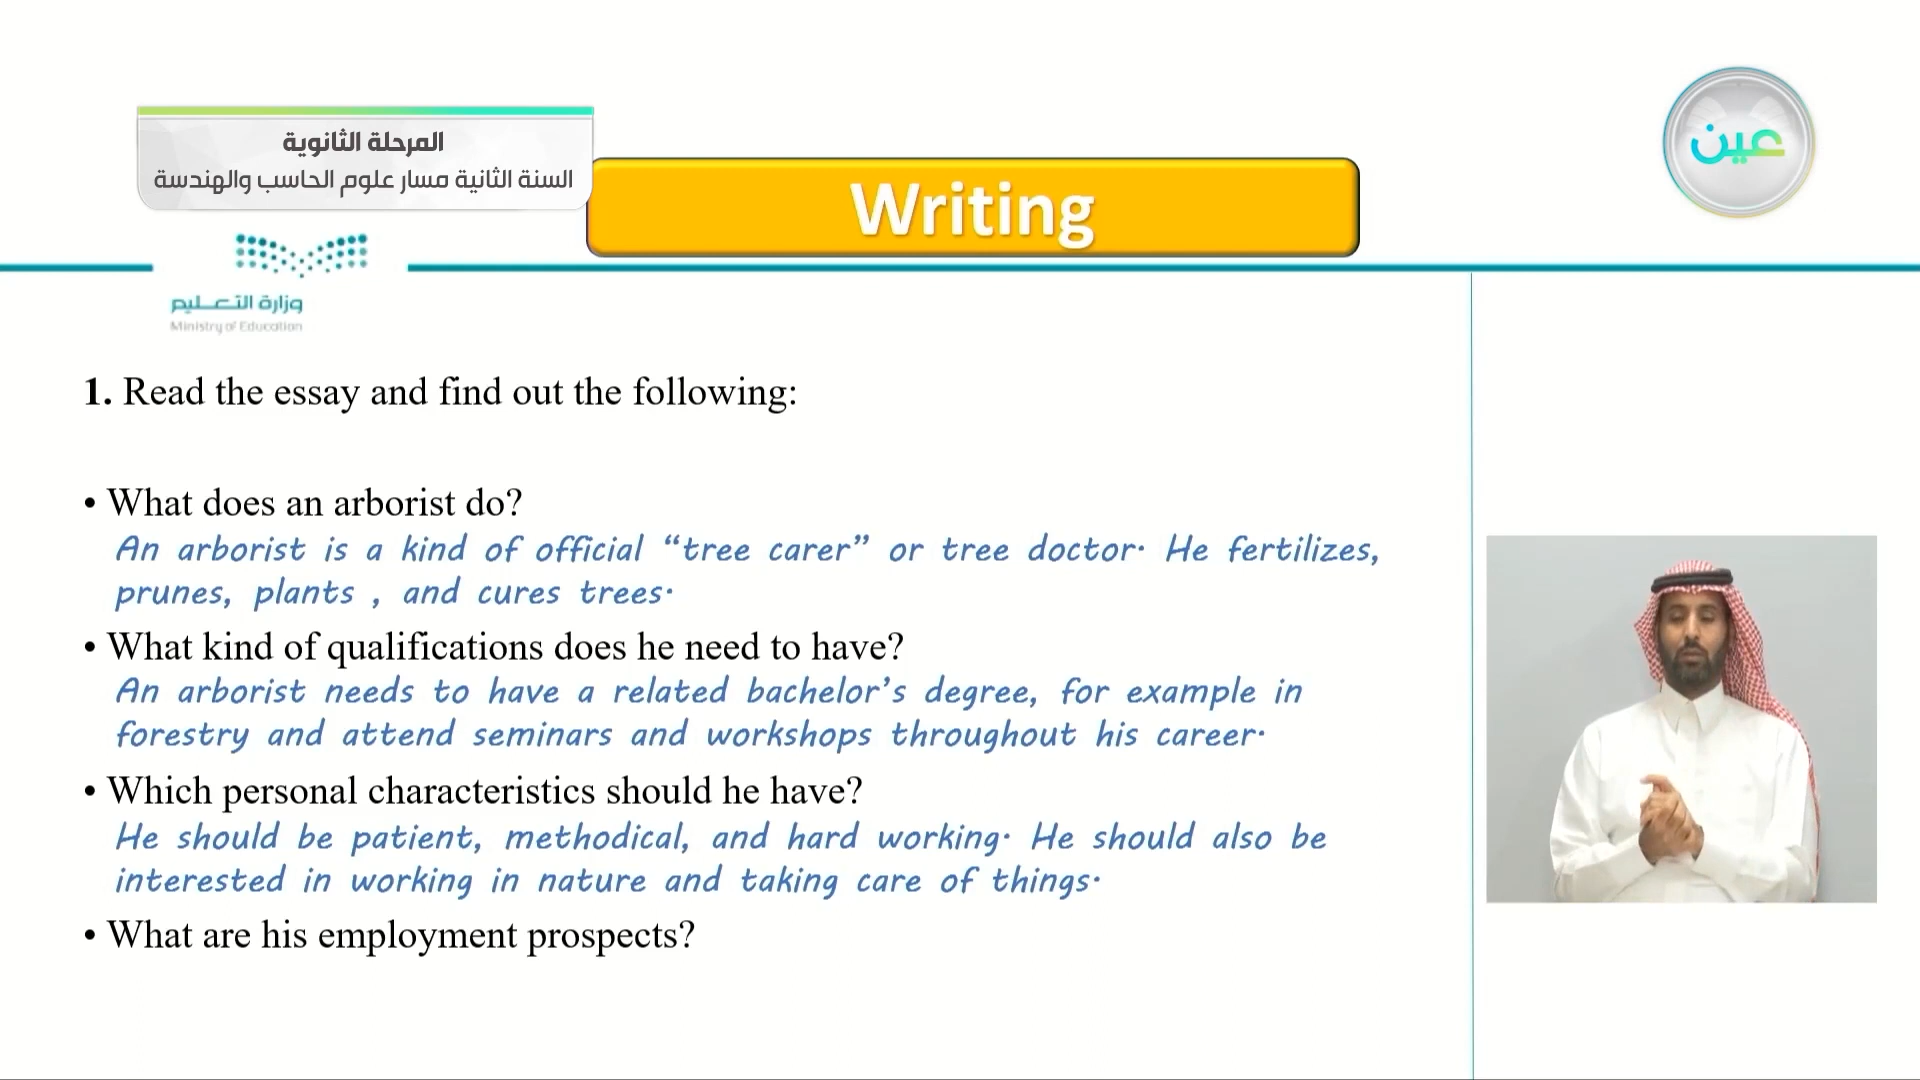 المرحلة الثانوية
السنة الثانية مسار علوم الحاسب والهندسة
عين
Writing
وزارة التعليم
Ministry of Education
1. Read the essay and find out the following:
• What does an arborist do?
An arborist is a kind of official “tree carer” or tree doctor. He fertilizes,
prunes, plants , and cures trees.
• What kind of qualifications does he need to have?
An arborist needs to have a related bachelor’s degree, for example in
forestry and attend seminars and workshops throughout his career.
• Which personal characteristics should he have?
He should be patient, methodical, and hard working. He should also be
interested in working in nature and taking care of things.
• What are his employment prospects?